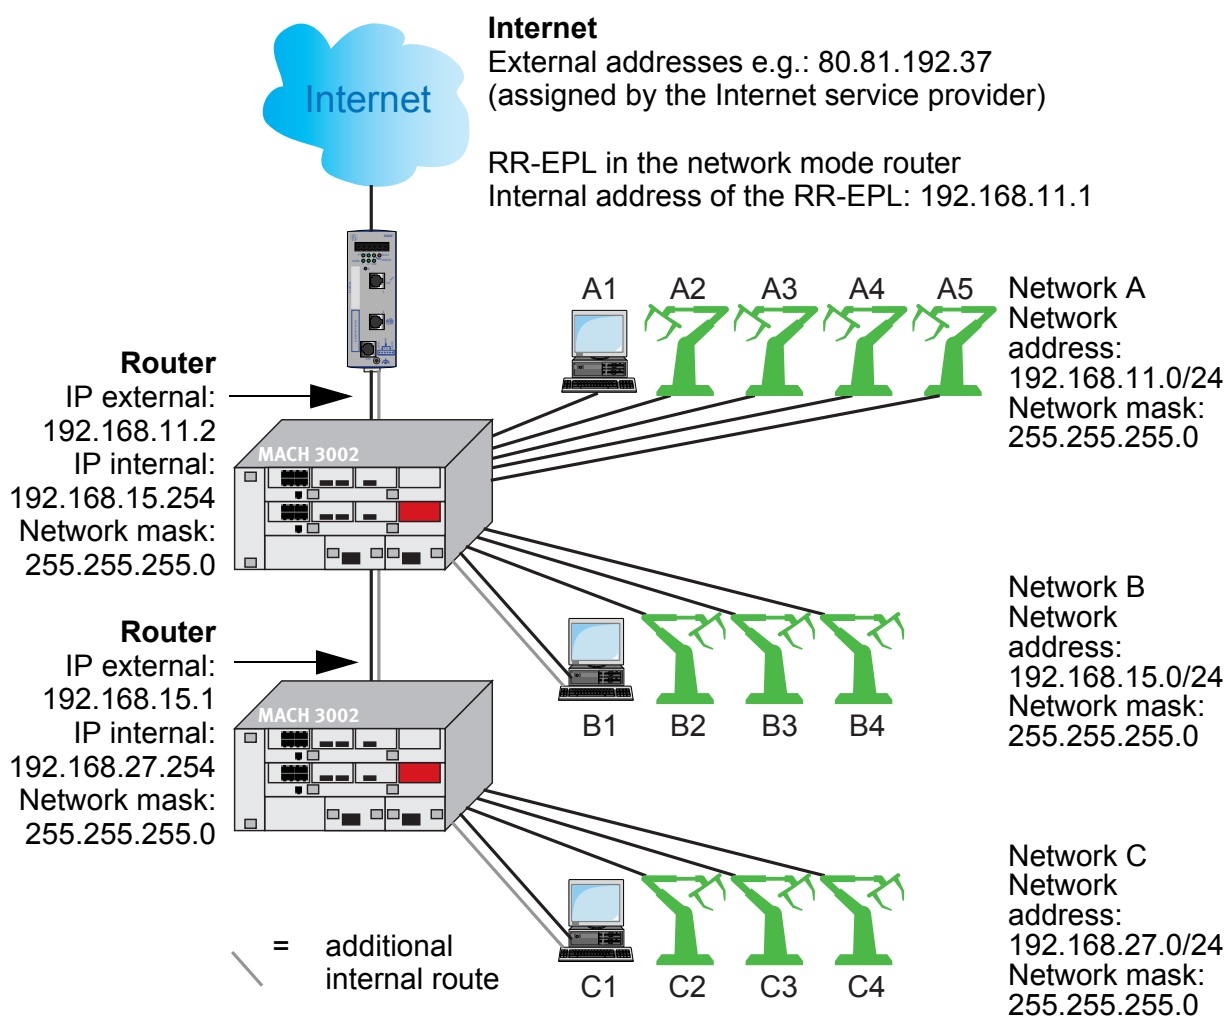 Internet
External addresses e.g.: 80.81.192.37
(assigned by the Internet service provider)
Internet
RR-EPL in the network mode router
Internal address of the RR-EPL: 192.168.11.1
A1 A2 A3 A4 A5
Network A
Network
address:
192.168.11.0/24
Network mask:
255.255.255.0
Router
IP external:
192.168.11.2
IP internal:
192.168.15.254
Network mask:
255.255.255.0
MACH 3002
Network B
Network
address:
192.168.15.0/24
Network mask:
255.255.255.0
B1 B2 B3 B4
Router
IP external:
192.168.15.1
IP internal:
192.168.27.254
Network mask:
255.255.255.0
MACH 3002
Network C
Network
address:
192.168.27.0/24
Network mask:
255.255.255.0
C1 C2 C3 C4
= additional
internal route